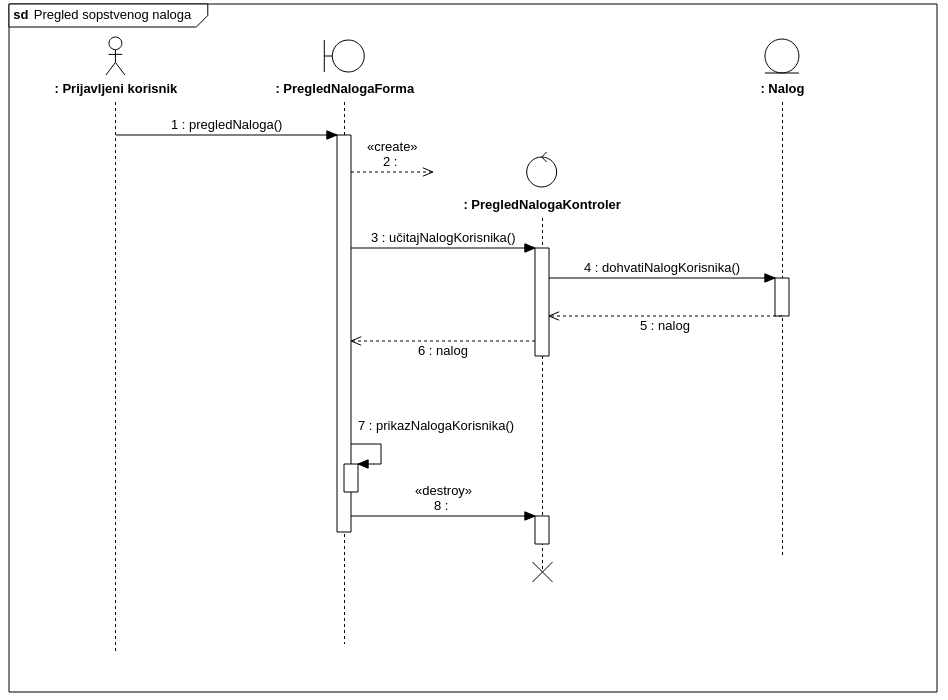 sd Pregled sopstvenog naloga
: Prijavljeni korisnik
: PregledNalogaForma
: Nalog
1 : pregledNaloga()
«create»
2 :
: PregledNalogaKontroler
3 : učitajNalogKorisnika()
4 : dohvatiNalogKorisnika()
5 : nalog
6 : nalog
7 : prikazNalogaKorisnika()
«destroy»
8 :